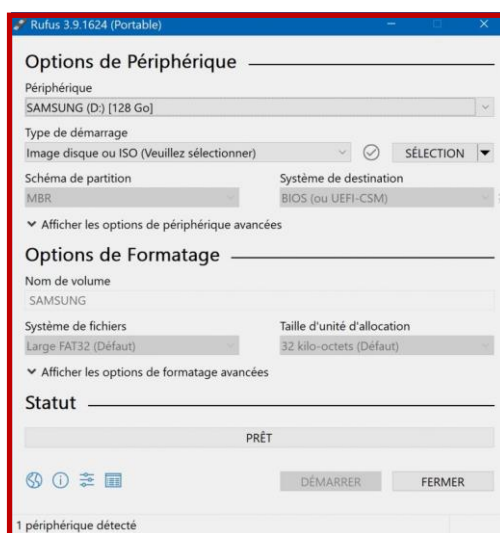 Rufus 3.9.1624 (Portable)
Options de Périphérique
Périphérique
SAMSUNG (D:) [128 Go]
Type de démarrage
Image disque ou ISO (Veuillez sélectionner)
SÉLECTION
Schéma de partition
Système de destination
MBR
BIOS (ou UEFI-CSM)
Afficher les options de périphérique avancées
Options de Formatage
Nom de volume
SAMSUNG
Système de fichiers
Taille d'unité d'allocation
Large FAT32 (Défaut)
32 kilo-octets (Défaut)
Afficher les options de formatage avancées
Statut
PRÊT
DÉMARRER
FERMER
1 périphérique détecté